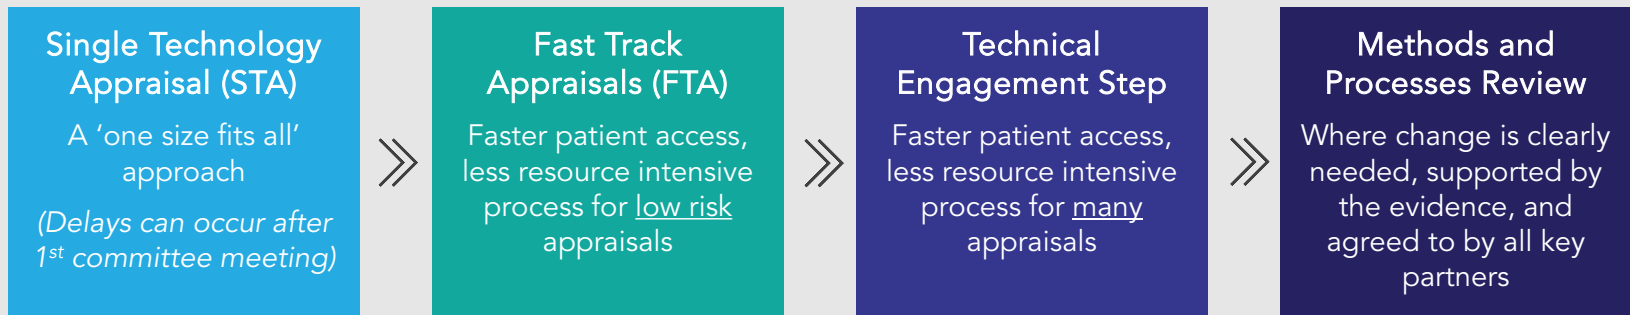 Single Technology
Appraisal (STA)
A ‘one size fits all’
approach
(Delays can occur after
1st committee meeting)
Fast Track
Appraisals (FTA)
Faster patient access,
less resource intensive
process for low risk
appraisals
Technical
Engagement Step
Faster patient access,
less resource intensive
process for many
appraisals
Methods and
Processes Review
Where change is clearly
needed, supported by
the evidence, and
agreed to by all key
partners